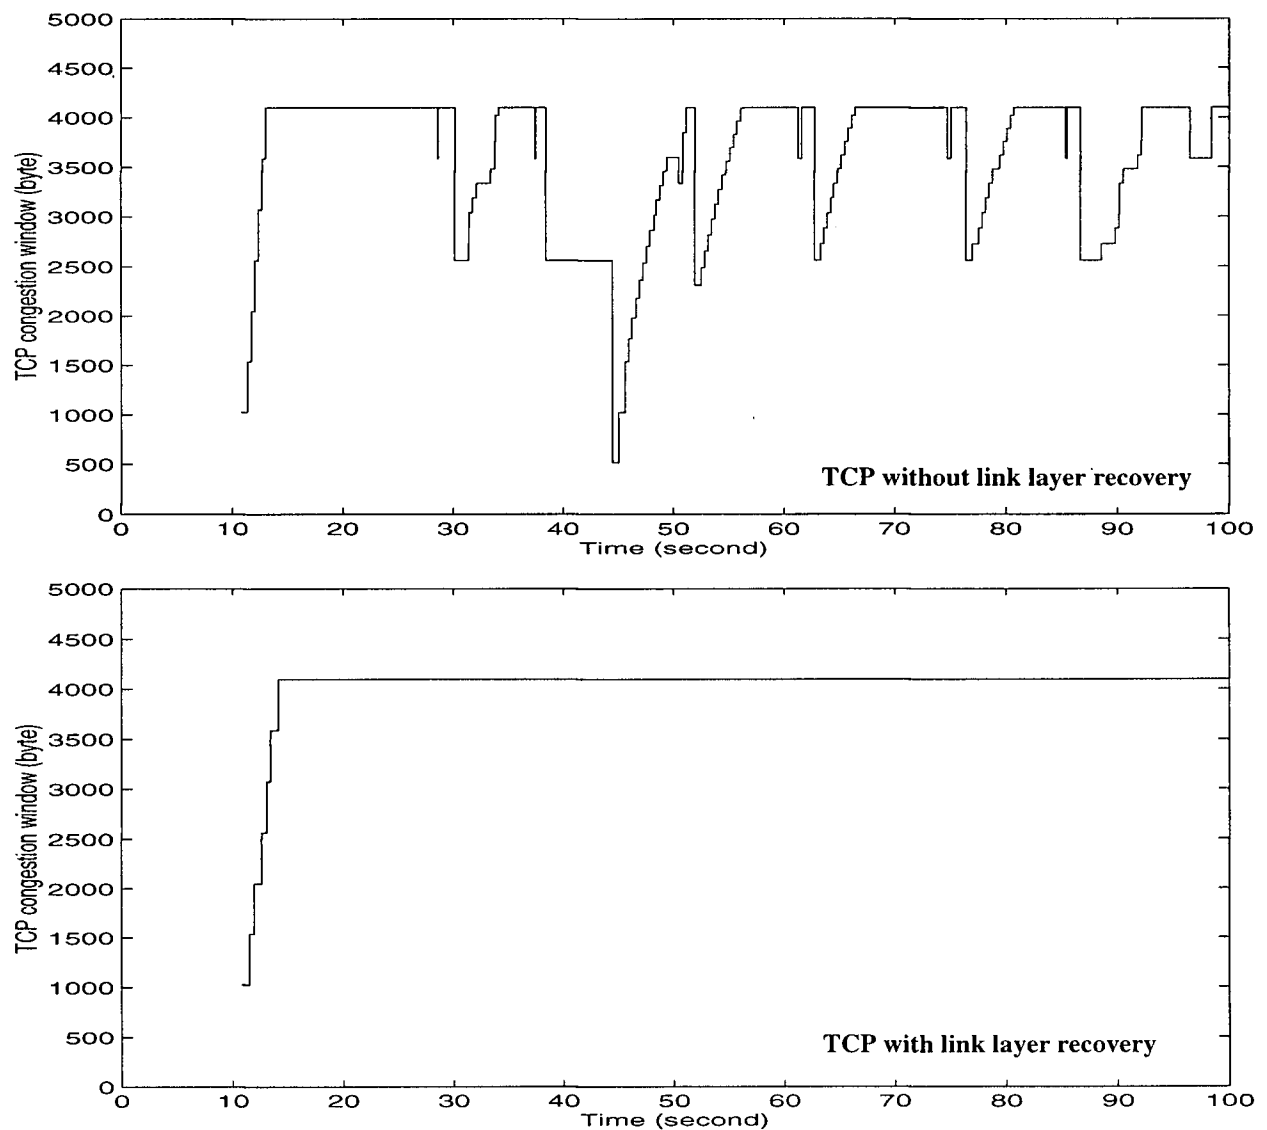 5000
4500
4000
3500
3000
2500
2000
1500
1000
500
0
TCP congestion window (byte)
TCP without link layer recovery
0 10 20 30 40 50 60 70 80 90 100
Time (second)
5000
4500
4000
3500
3000
2500
2000
1500
1000
500
0
TCP congestion window (byte)
TCP with link layer recovery
0 10 20 30 40 50 60 70 80 90 100
Time (second)